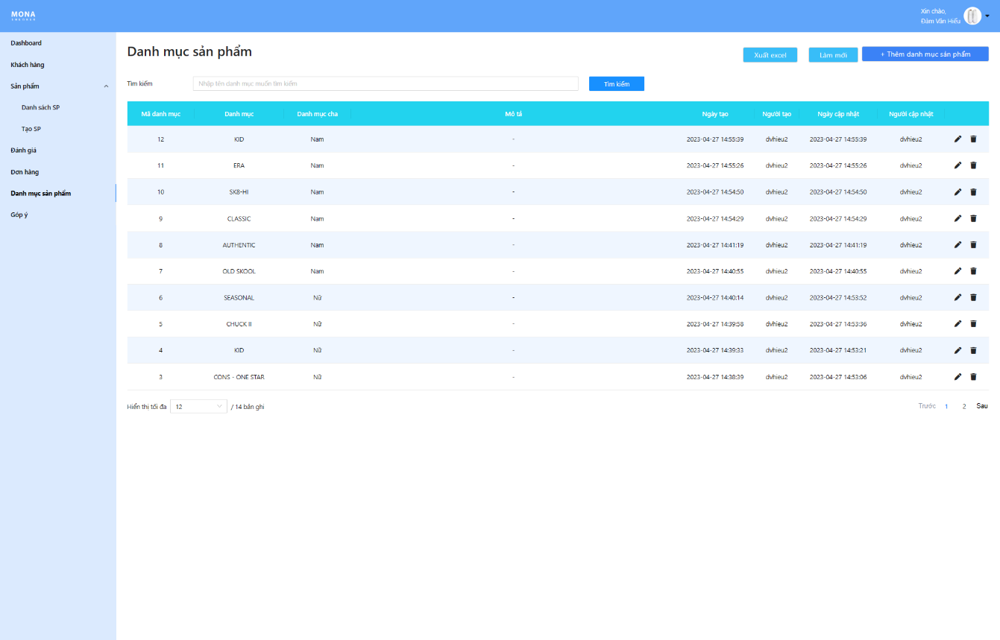 MONA
SNEOKER
Xin chào,
Đàm Văn Hiếu
Dashboard
Khách hàng
Sản phẩm
Danh sách SP
Tạo SP
Đánh giá
Đơn hàng
Danh mục sản phẩm
Góp ý
Danh mục sản phẩm
Xuất excel Làm mới + Thêm danh mục sản phẩm
Tìm kiếm Nhập tên danh mục muốn tìm kiếm Tìm kiếm
Mã danh mục Danh mục Danh mục cha Mô tả Ngày tạo Người tạo Ngày cập nhật Người cập nhật
12 KID Nam - 2023-04-27 14:55:39 dvhieu2 2023-04-27 14:55:39 dvhieu2
11 ERA Nam - 2023-04-27 14:55:26 dvhieu2 2023-04-27 14:55:26 dvhieu2
10 SK8-HI Nam - 2023-04-27 14:54:50 dvhieu2 2023-04-27 14:54:50 dvhieu2
9 CLASSIC Nam - 2023-04-27 14:54:29 dvhieu2 2023-04-27 14:54:29 dvhieu2
8 AUTHENTIC Nam - 2023-04-27 14:41:19 dvhieu2 2023-04-27 14:41:19 dvhieu2
7 OLD SKOOL Nam - 2023-04-27 14:40:55 dvhieu2 2023-04-27 14:40:55 dvhieu2
6 SEASONAL Nữ - 2023-04-27 14:40:14 dvhieu2 2023-04-27 14:53:52 dvhieu2
5 CHUCK II Nữ - 2023-04-27 14:39:58 dvhieu2 2023-04-27 14:53:36 dvhieu2
4 KID Nữ - 2023-04-27 14:39:33 dvhieu2 2023-04-27 14:53:21 dvhieu2
3 CONS - ONE STAR Nữ - 2023-04-27 14:38:39 dvhieu2 2023-04-27 14:53:06 dvhieu2
Hiển thị tối đa 12 / 14 bản ghi Trước 1 2 Sau